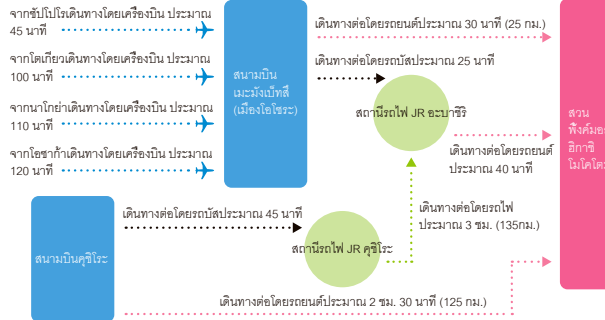 จากซัปโปโรเดินทางโดยเครื่องบิน ประมาณ
45 นาที
จากโตเกียวเดินทางโดยเครื่องบิน ประมาณ
100 นาที
จากนาโกย่าเดินทางโดยเครื่องบิน ประมาณ
110 นาที
จากโอซาก้าเดินทางโดยเครื่องบิน ประมาณ
120 นาที
สนามบิน
เมะมังเบ็ทสึ
(เมืองโอโซระ)
เดินทางต่อโดยรถยนต์ประมาณ 30 นาที (25 กม.)
เดินทางต่อโดยรถบัสประมาณ 25 นาที
สถานีรถไฟ JR อะบาชิริ
เดินทางต่อโดยรถยนต์
ประมาณ 40 นาที
สวน
ฮิกาชิ
เดินทางต่อโดยรถไฟ
ประมาณ 3 ชม. (135กม.)
สนามบินคุชิโระ
เดินทางต่อโดยรถบัสประมาณ 45 นาที
สถานีรถไฟ JR คุชิโระ
เดินทางต่อโดยรถยนต์ประมาณ 2 ชม. 30 นาที (125 กม.)